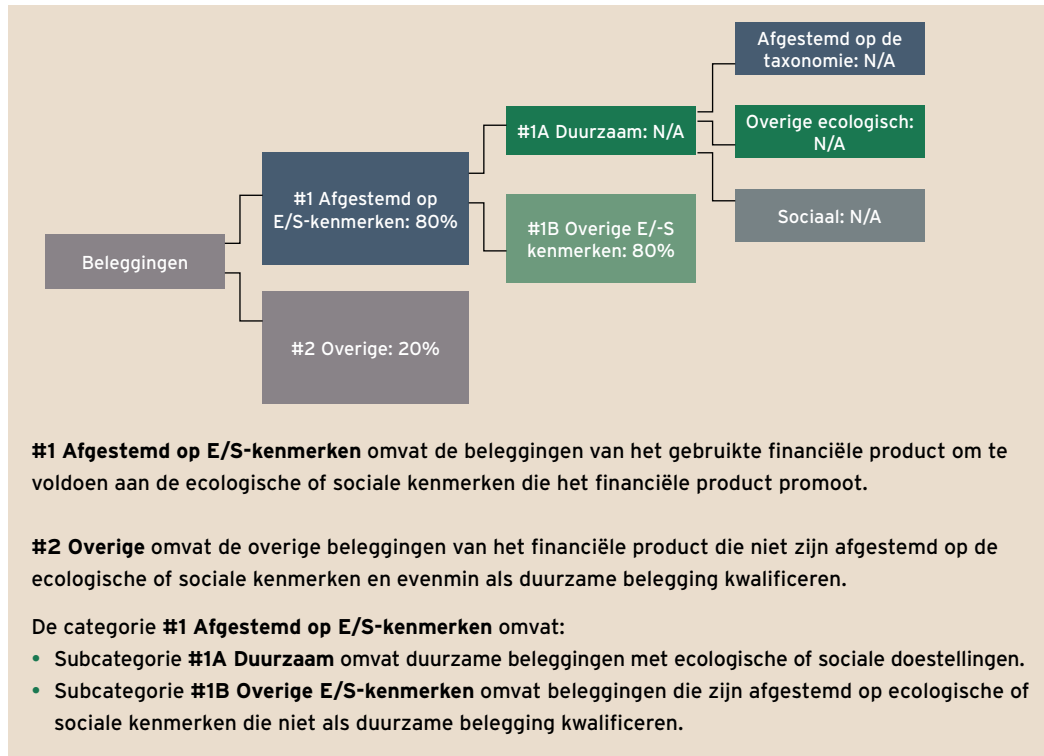 Beleggingen
#1 Afgestemd op
E/S-kenmerken: 80%
#2 Overige: 20%
#1A Duurzaam: N/A
#1B Overige E/-S
kenmerken: 80%
Afgestemd op de
taxonomie: N/A
Overige ecologisch:
N/A
Sociaal: N/A
#1 Afgestemd op E/S-kenmerken omvat de beleggingen van het gebruikte financiële product om te
voldoen aan de ecologische of sociale kenmerken die het financiële product promoot.
#2 Overige omvat de overige beleggingen van het financiële product die niet zijn afgestemd op de
ecologische of sociale kenmerken en evenmin als duurzame belegging kwalificeren.
De categorie #1 Afgestemd op E/S-kenmerken omvat:
• Subcategorie #1A Duurzaam omvat duurzame beleggingen met ecologische of sociale doestellingen.
• Subcategorie #1B Overige E/S-kenmerken omvat beleggingen die zijn afgestemd op ecologische of
sociale kenmerken die niet als duurzame belegging kwalificeren.